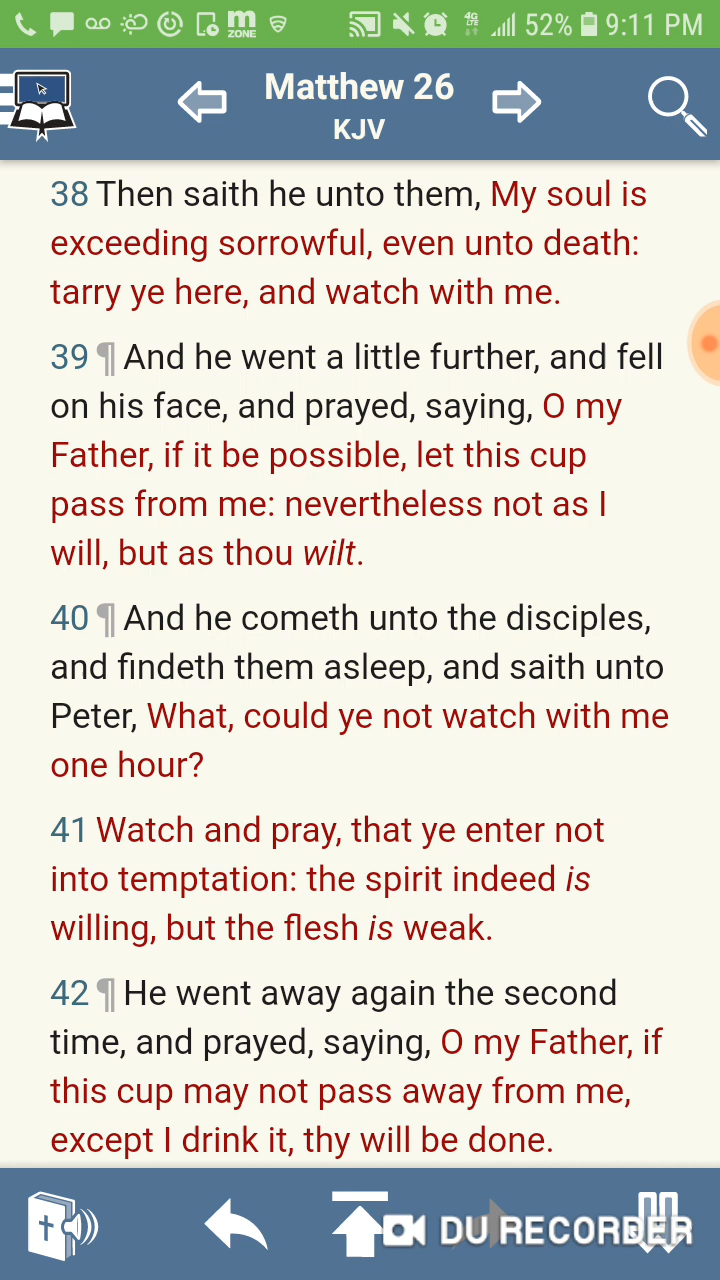 m
ZONE
4G
LTE
52%
9:11 PM
Matthew 26
KJV
38 Then saith he unto them, My soul is
exceeding sorrowful, even unto death:
tarry ye here, and watch with me.
39 ¶ And he went a little further, and fell
on his face, and prayed, saying, O my
Father, if it be possible, let this cup
pass from me: nevertheless not as I
will, but as thou wilt.
40 ¶ And he cometh unto the disciples,
and findeth them asleep, and saith unto
Peter, What, could ye not watch with me
one hour?
41 Watch and pray, that ye enter not
into temptation: the spirit indeed is
willing, but the flesh is weak.
42 ¶ He went away again the second
time, and prayed, saying, O my Father, if
this cup may not pass away from me,
except I drink it, thy will be done.
DU RECORDER